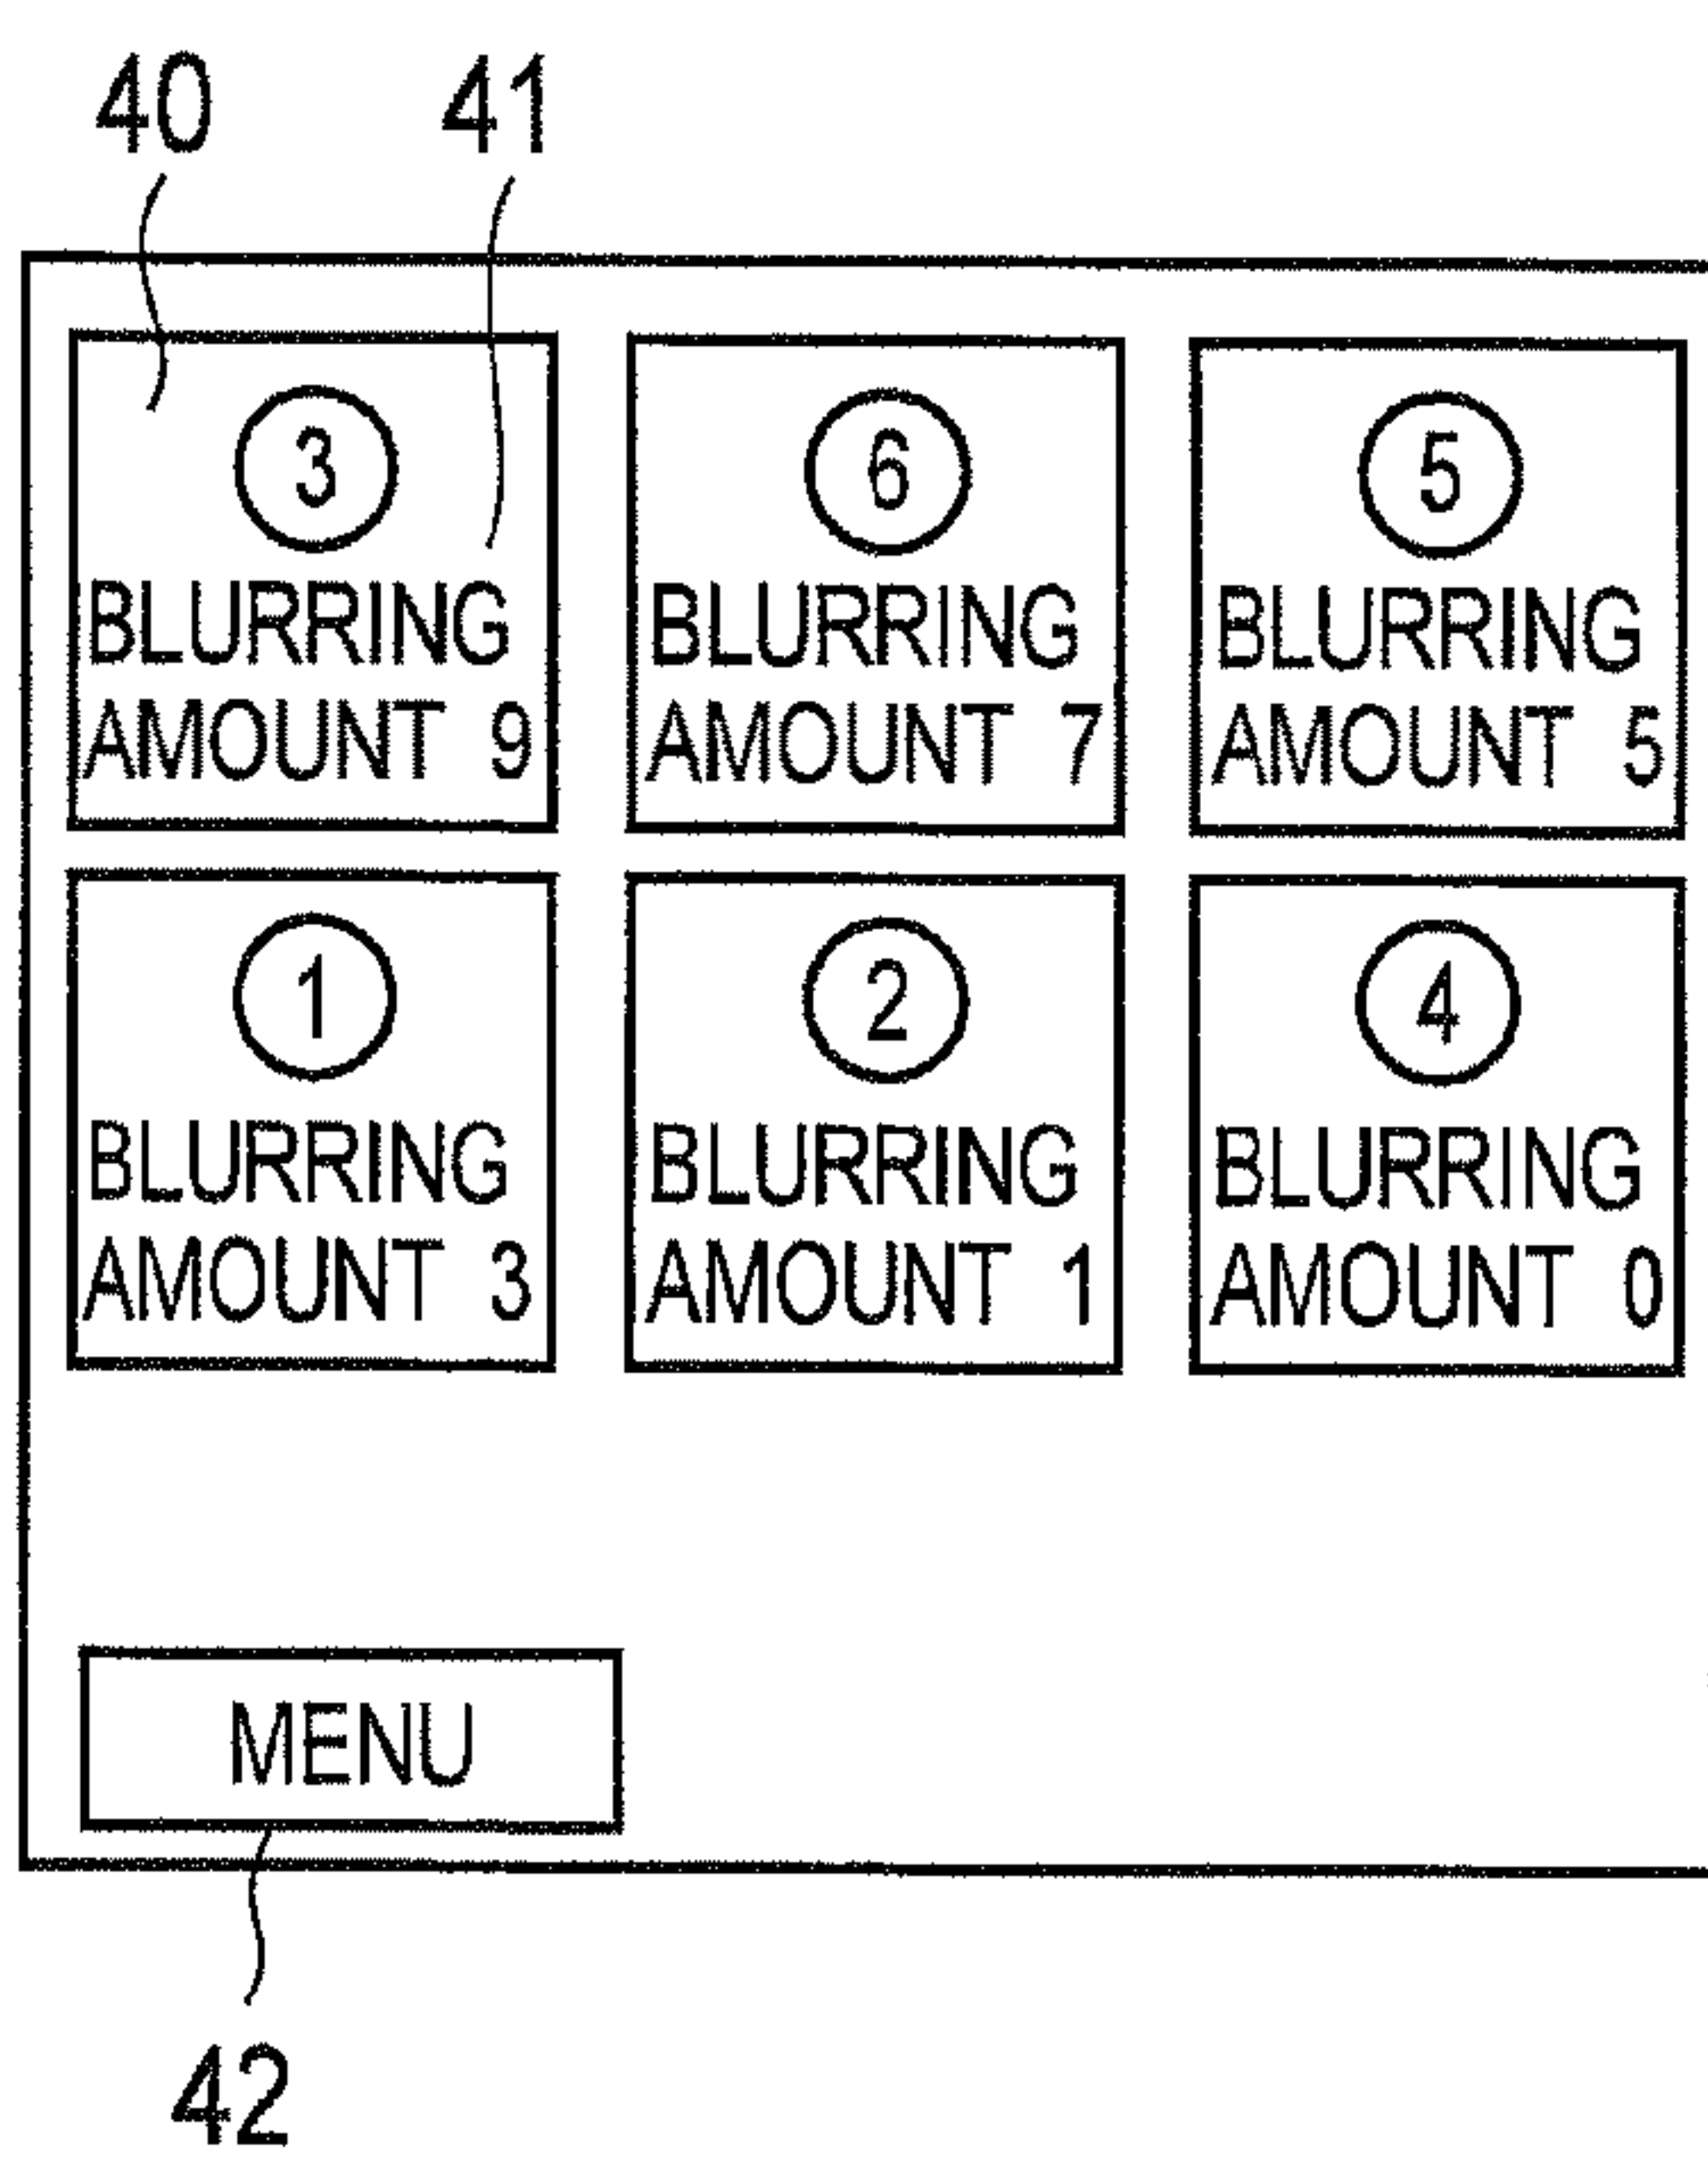 40 41
③ ⑥ ⑤
BLURRING BLURRING BLURRING
AMOUNT 9 AMOUNT 7 AMOUNT 5
① ② ④
BLURRING BLURRING BLURRING
AMOUNT 3 AMOUNT 1 AMOUNT 0
MENU
42